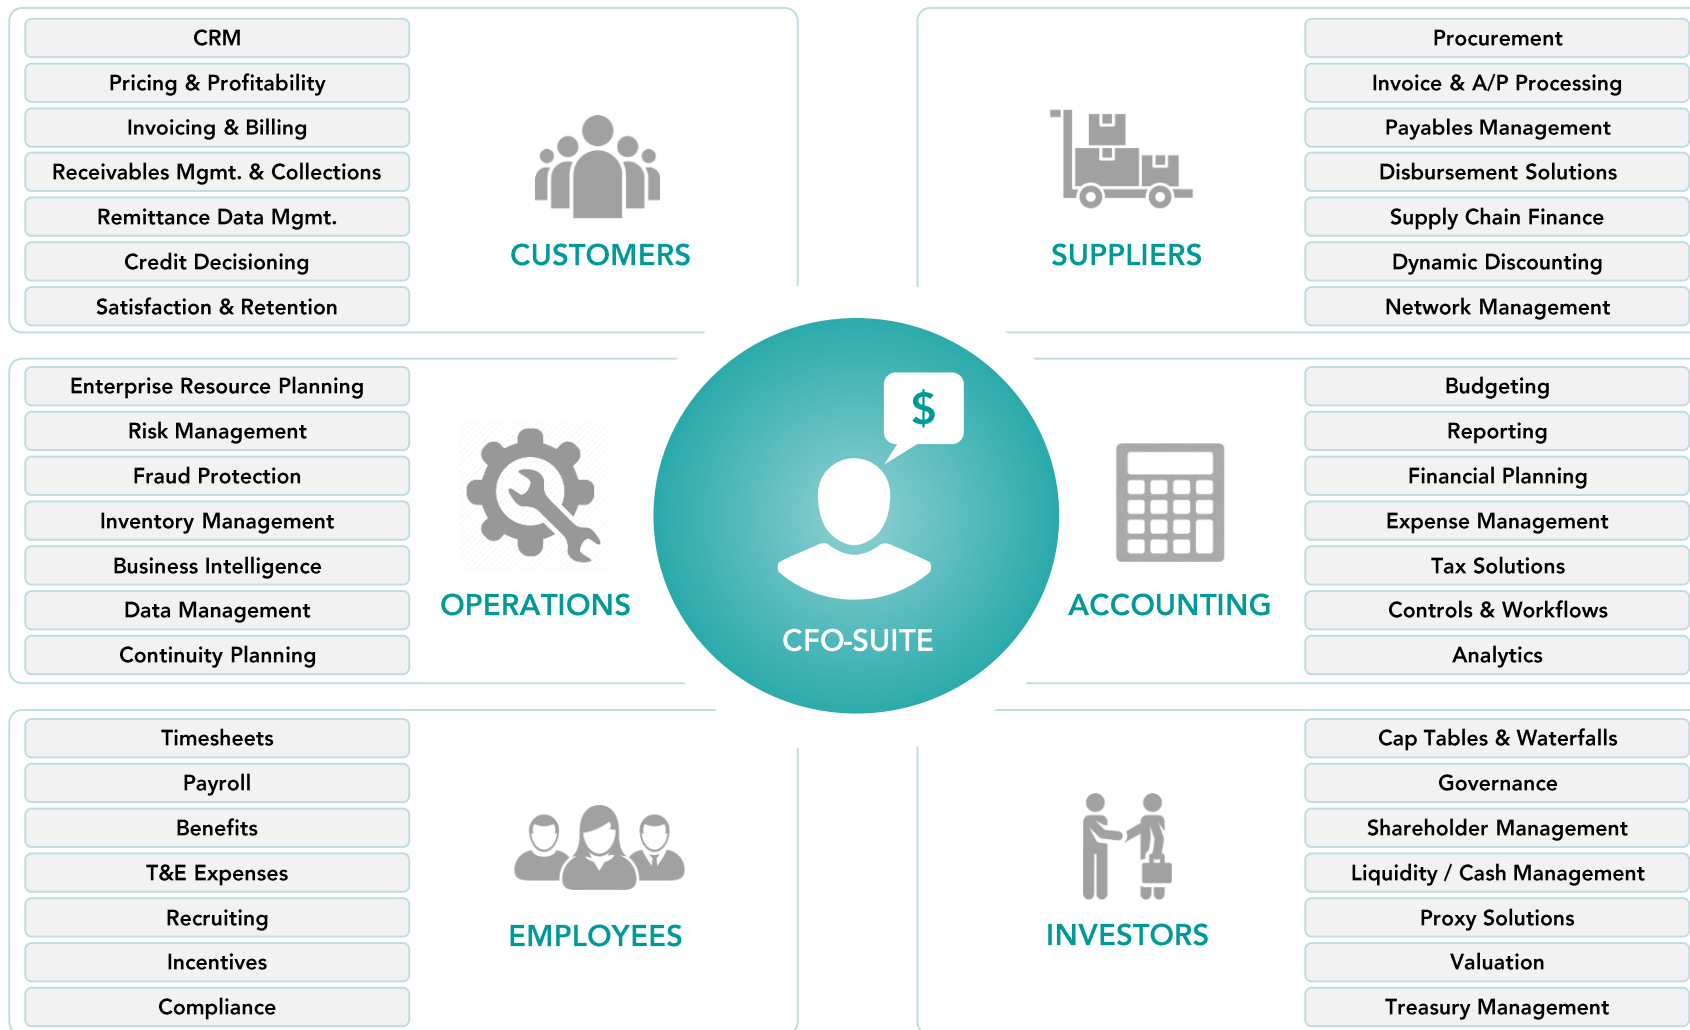 CRM
Pricing & Profitability
Invoicing & Billing
Receivables Mgmt. & Collections
Remittance Data Mgmt.
Credit Decisioning
Satisfaction & Retention
CUSTOMERS
SUPPLIERS
Procurement
Invoice & A/P Processing
Payables Management
Disbursement Solutions
Supply Chain Finance
Dynamic Discounting
Network Management
Enterprise Resource Planning
Risk Management
Fraud Protection
Inventory Management
Business Intelligence
Data Management
Continuity Planning
OPERATIONS
$
CFO-SUITE
ACCOUNTING
Budgeting
Reporting
Financial Planning
Expense Management
Tax Solutions
Controls & Workflows
Analytics
Timesheets
Payroll
Benefits
T&E Expenses
Recruiting
Incentives
Compliance
EMPLOYEES
INVESTORS
Cap Tables & Waterfalls
Governance
Shareholder Management
Liquidity / Cash Management
Proxy Solutions
Valuation
Treasury Management